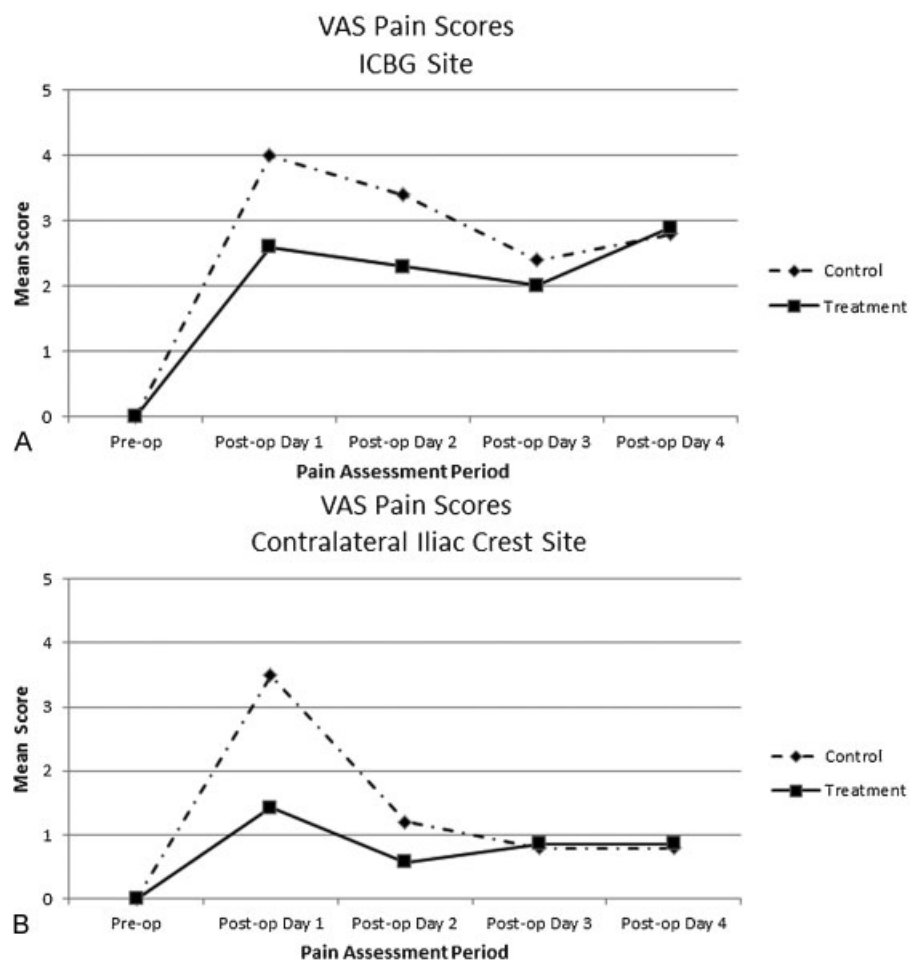 VAS Pain Scores
ICBG Site
5
4
3
2
1
0
Mean Score
Control
Treatment
Pre-op Post-op Day 1 Post-op Day 2 Post-op Day 3 Post-op Day 4
A
Pain Assessment Period
VAS Pain Scores
Contralateral Iliac Crest Site
5
4
3
2
1
0
Mean Score
Control
Treatment
Pre-op Post-op Day 1 Post-op Day 2 Post-op Day 3 Post-op Day 4
B
Pain Assessment Period